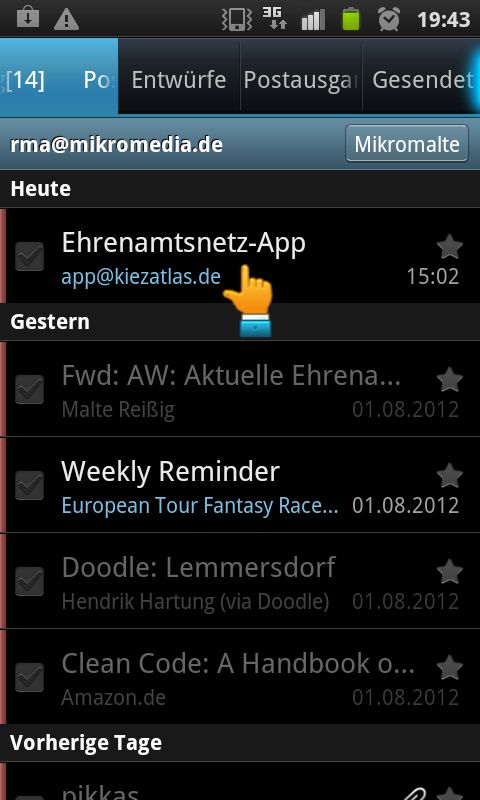 3G
19:43
[14]
Po
Entwürfe
Postausgan
Gesendet
rma@mikromedia.de
Mikromalte
Heute
Ehrenamtsnetz-App
app@kiezatlas.de
15:02
Gestern
Fwd: AW: Aktuelle Ehrena...
Malte Reißig
01.08.2012
Weekly Reminder
European Tour Fantasy Race...
01.08.2012
Doodle: Lemmersdorf
Hendrik Hartung (via Doodle)
01.08.2012
Clean Code: A Handbook o...
Amazon.de
01.08.2012
Vorherige Tage
pikkas